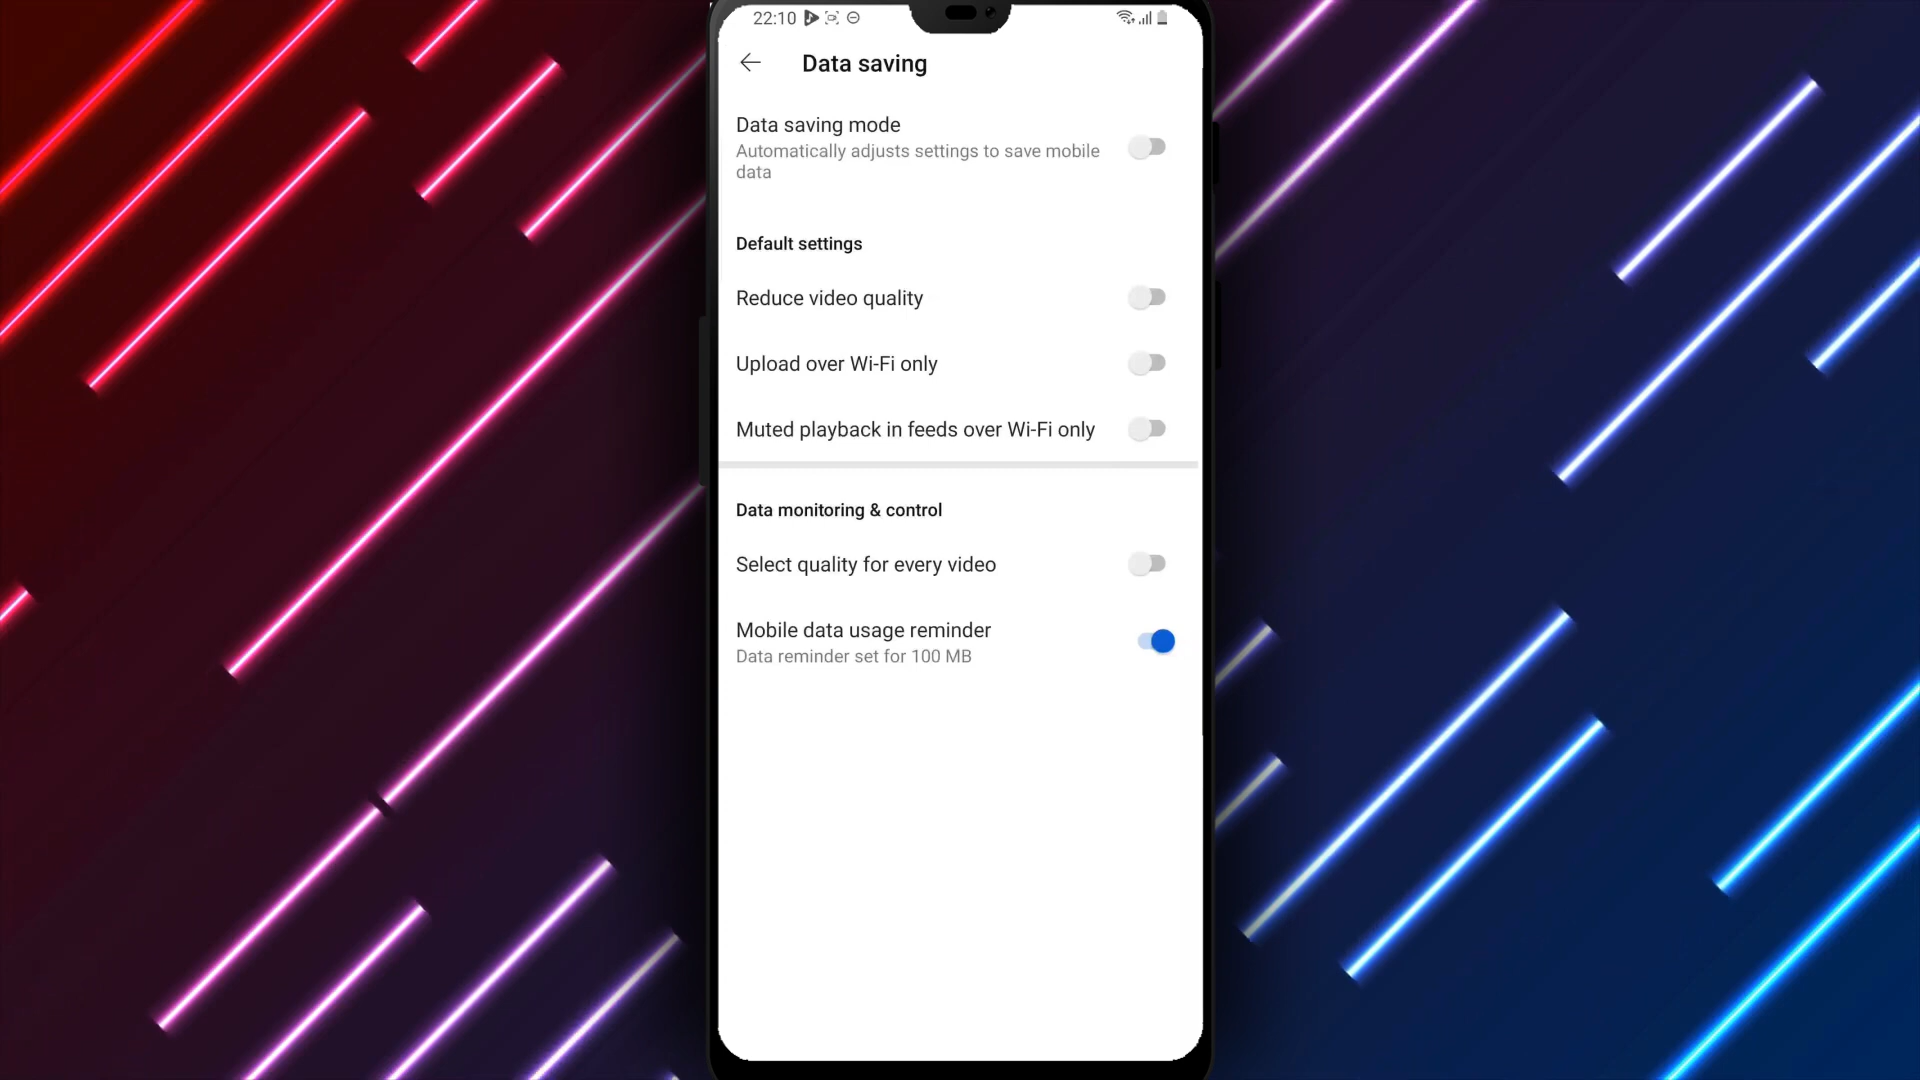 22:10
Data saving
Data saving mode
Automatically adjusts settings to save mobile
data
Default settings
Reduce video quality
Upload over Wi-Fi only
Muted playback in feeds over Wi-Fi only
Data monitoring & control
Select quality for every video
Mobile data usage reminder
Data reminder set for 100 MB